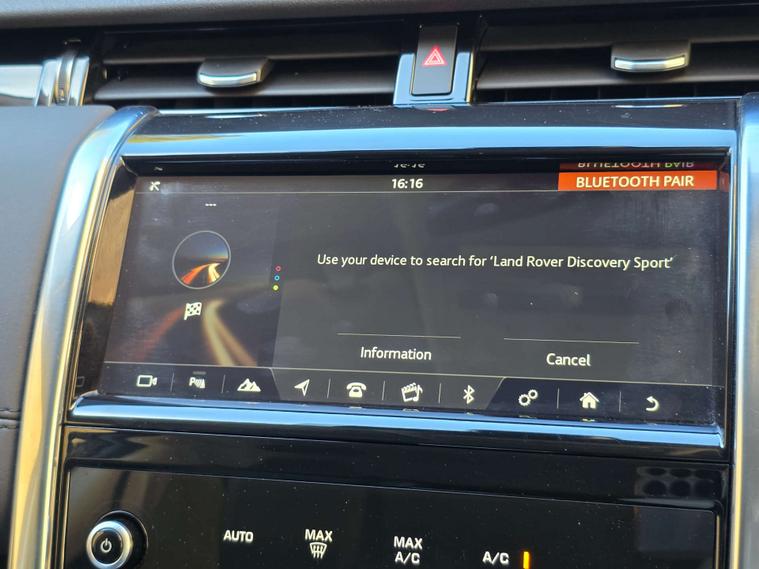 16:16
BLUETOOTH PAIR
---
Use your device to search for ‘Land Rover Discovery Sport’
Information
Cancel
AUTO
MAX
MAX
A/C
A/C